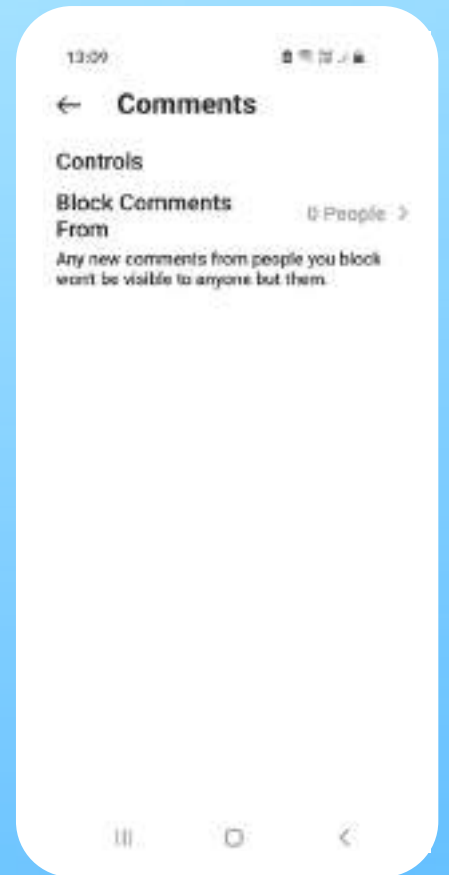 13:09
Comments
Controls
Block Comments
From
0 People
Any new comments from people you block
won't be visible to anyone but them.